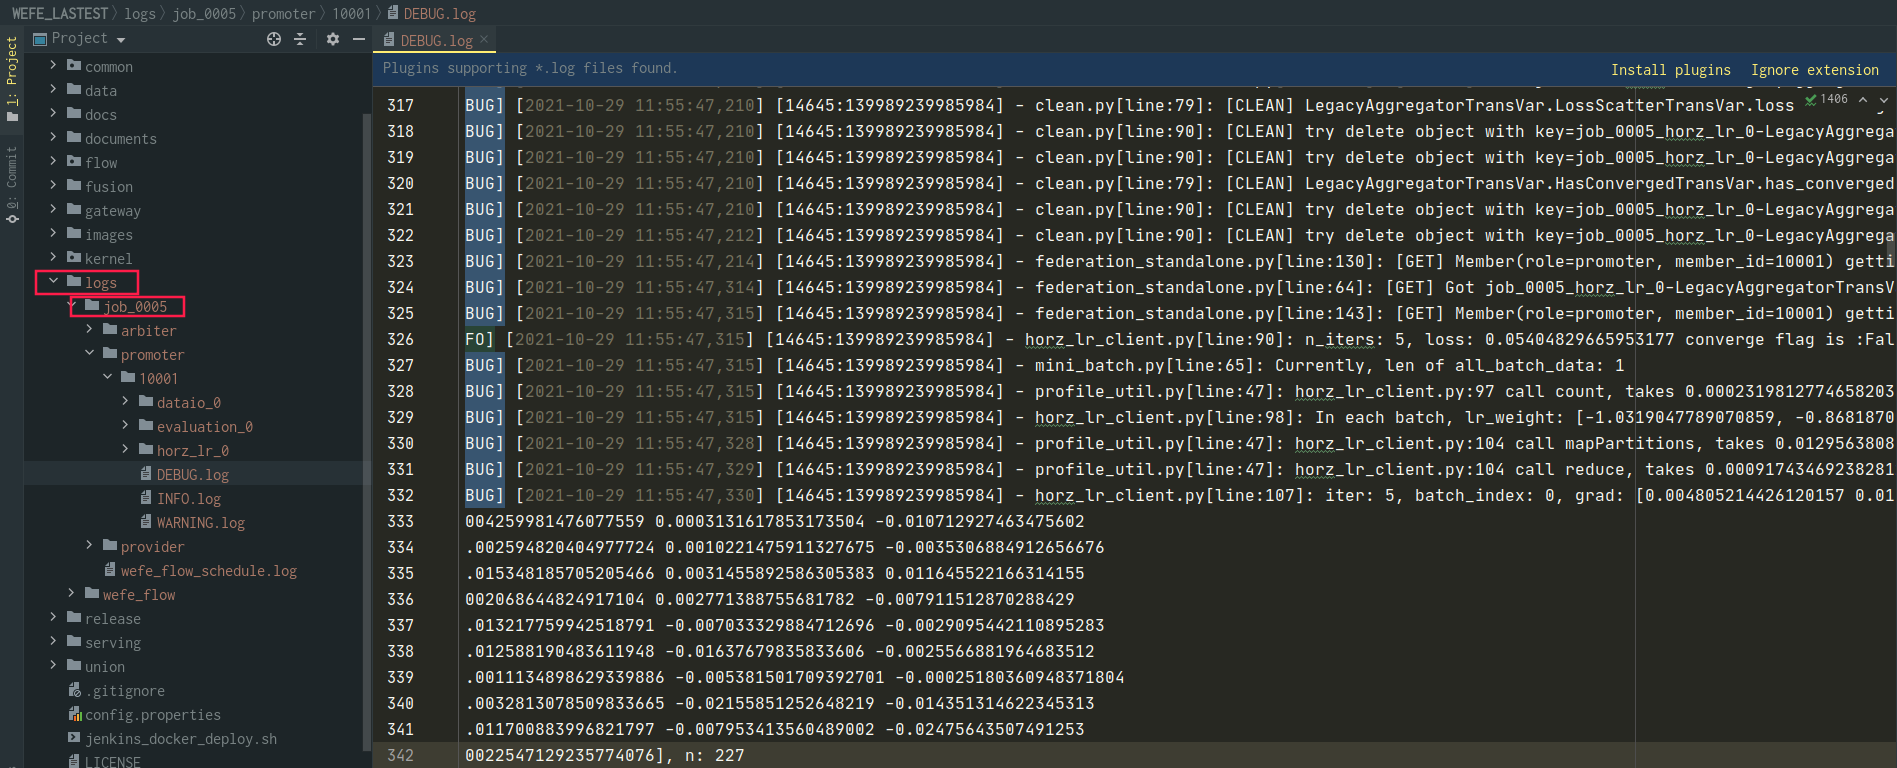 WEFE_LASTEST 〉 logs 〉 job_0005 〉 promoter 〉 10001 〉 DEBUG.log
Project
DEBUG.log ×
Plugins supporting *.log files found.
Install plugins
Ignore extension
1: Project
0: Commit
common
data
docs
documents
flow
fusion
gateway
images
kernel
logs
job_0005
arbiter
promoter
10001
dataio_0
evaluation_0
horz_lr_0
DEBUG.log
INFO.log
WARNING.log
provider
wefe_flow_schedule.log
wefe_flow
release
serving
union
.gitignore
config.properties
jenkins_docker_deploy.sh
LICENSE
1406
317 BUG] [2021-10-29 11:55:47,210] [14645:139989239985984] - clean.py[line:79]: [CLEAN] LegacyAggregatorTransVar.LossScatterTransVar.loss
318 BUG] [2021-10-29 11:55:47,210] [14645:139989239985984] - clean.py[line:90]: [CLEAN] try delete object with key=job_0005_horz_lr_0-LegacyAggrega
319 BUG] [2021-10-29 11:55:47,210] [14645:139989239985984] - clean.py[line:90]: [CLEAN] try delete object with key=job_0005_horz_lr_0-LegacyAggrega
320 BUG] [2021-10-29 11:55:47,210] [14645:139989239985984] - clean.py[line:79]: [CLEAN] LegacyAggregatorTransVar.HasConvergedTransVar.has_converged
321 BUG] [2021-10-29 11:55:47,210] [14645:139989239985984] - clean.py[line:90]: [CLEAN] try delete object with key=job_0005_horz_lr_0-LegacyAggrega
322 BUG] [2021-10-29 11:55:47,212] [14645:139989239985984] - clean.py[line:90]: [CLEAN] try delete object with key=job_0005_horz_lr_0-LegacyAggrega
323 BUG] [2021-10-29 11:55:47,214] [14645:139989239985984] - federation_standalone.py[line:130]: [GET] Member(role=promoter, member_id=10001) getti
324 BUG] [2021-10-29 11:55:47,314] [14645:139989239985984] - federation_standalone.py[line:64]: [GET] Got job_0005_horz_lr_0-LegacyAggregatorTransV
325 BUG] [2021-10-29 11:55:47,315] [14645:139989239985984] - federation_standalone.py[line:143]: [GET] Member(role=promoter, member_id=10001) getti
326 FO] [2021-10-29 11:55:47,315] [14645:139989239985984] - horz_lr_client.py[line:90]: n_iters: 5, loss: 0.05404829665953177 converge flag is :Fal
327 BUG] [2021-10-29 11:55:47,315] [14645:139989239985984] - mini_batch.py[line:65]: Currently, len of all_batch_data: 1
328 BUG] [2021-10-29 11:55:47,315] [14645:139989239985984] - profile_util.py[line:47]: horz_lr_client.py:97 call count, takes 0.0002319812774658203
329 BUG] [2021-10-29 11:55:47,315] [14645:139989239985984] - horz_lr_client.py[line:98]: In each batch, lr_weight: [-1.0319047789070859, -0.8681870
330 BUG] [2021-10-29 11:55:47,328] [14645:139989239985984] - profile_util.py[line:47]: horz_lr_client.py:104 call mapPartitions, takes 0.0129563808
331 BUG] [2021-10-29 11:55:47,329] [14645:139989239985984] - profile_util.py[line:47]: horz_lr_client.py:104 call reduce, takes 0.00091743469238281
332 BUG] [2021-10-29 11:55:47,330] [14645:139989239985984] - horz_lr_client.py[line:107]: iter: 5, batch_index: 0, grad: [0.004805214426120157 0.01
333 004259981476077559 0.0003131617853173504 -0.010712927463475602
334 .002594820404977724 0.0010221475911327675 -0.0035306884912656676
335 .015348185705205466 0.0031455892586305383 0.011645522166314155
336 002068644824917104 0.002771388755681782 -0.007911512870288429
337 .013217759942518791 -0.007033329884712696 -0.0029095442110895283
338 .012588190483611948 -0.01637679835833606 -0.0025566881964683512
339 .0011134898629339886 -0.005381501709392701 -0.00025180360948371804
340 .0032813078509833665 -0.02155851252648219 -0.014351314622345313
341 .011700883996821797 -0.007953413560489002 -0.02475643507491253
342 0022547129235774076], n: 227